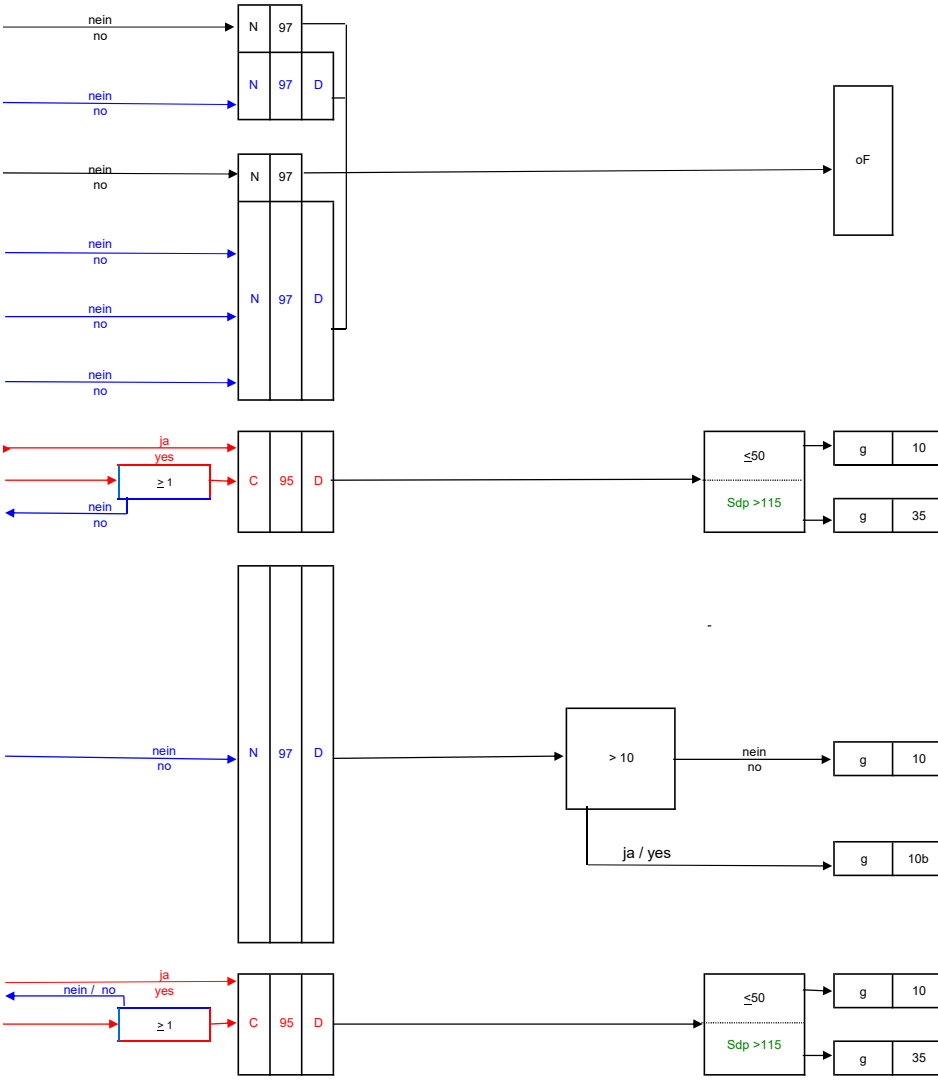 nein
no
N 97
nein
no
N 97 D
nein
no
N 97
oF
nein
no
nein
no
N 97 D
nein
no
ja
yes
≥ 1
nein
no
C 95 D
≤50
Sdp >115
g 10
g 35
-
nein
no
N 97 D
> 10
nein
no
g 10
ja / yes
g 10b
ja
yes
nein / no
≥ 1
C 95 D
≤50
Sdp >115
g 10
g 35